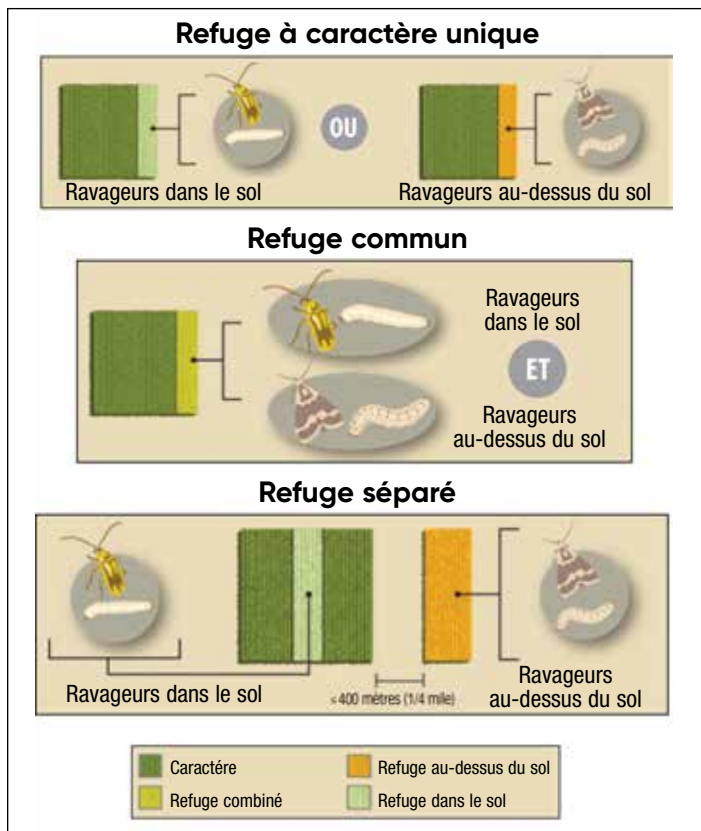 Refuge à caractère unique
OU
Ravageurs dans le sol
Ravageurs au-dessus du sol
Refuge commun
Ravageurs
dans le sol
ET
Ravageurs
au-dessus du sol
Refuge séparé
Ravageurs dans le sol
≤400 mètres (1/4 mile)
Ravageurs
au-dessus du sol
Caractére
Refuge au-dessus du sol
Refuge combiné
Refuge dans le sol